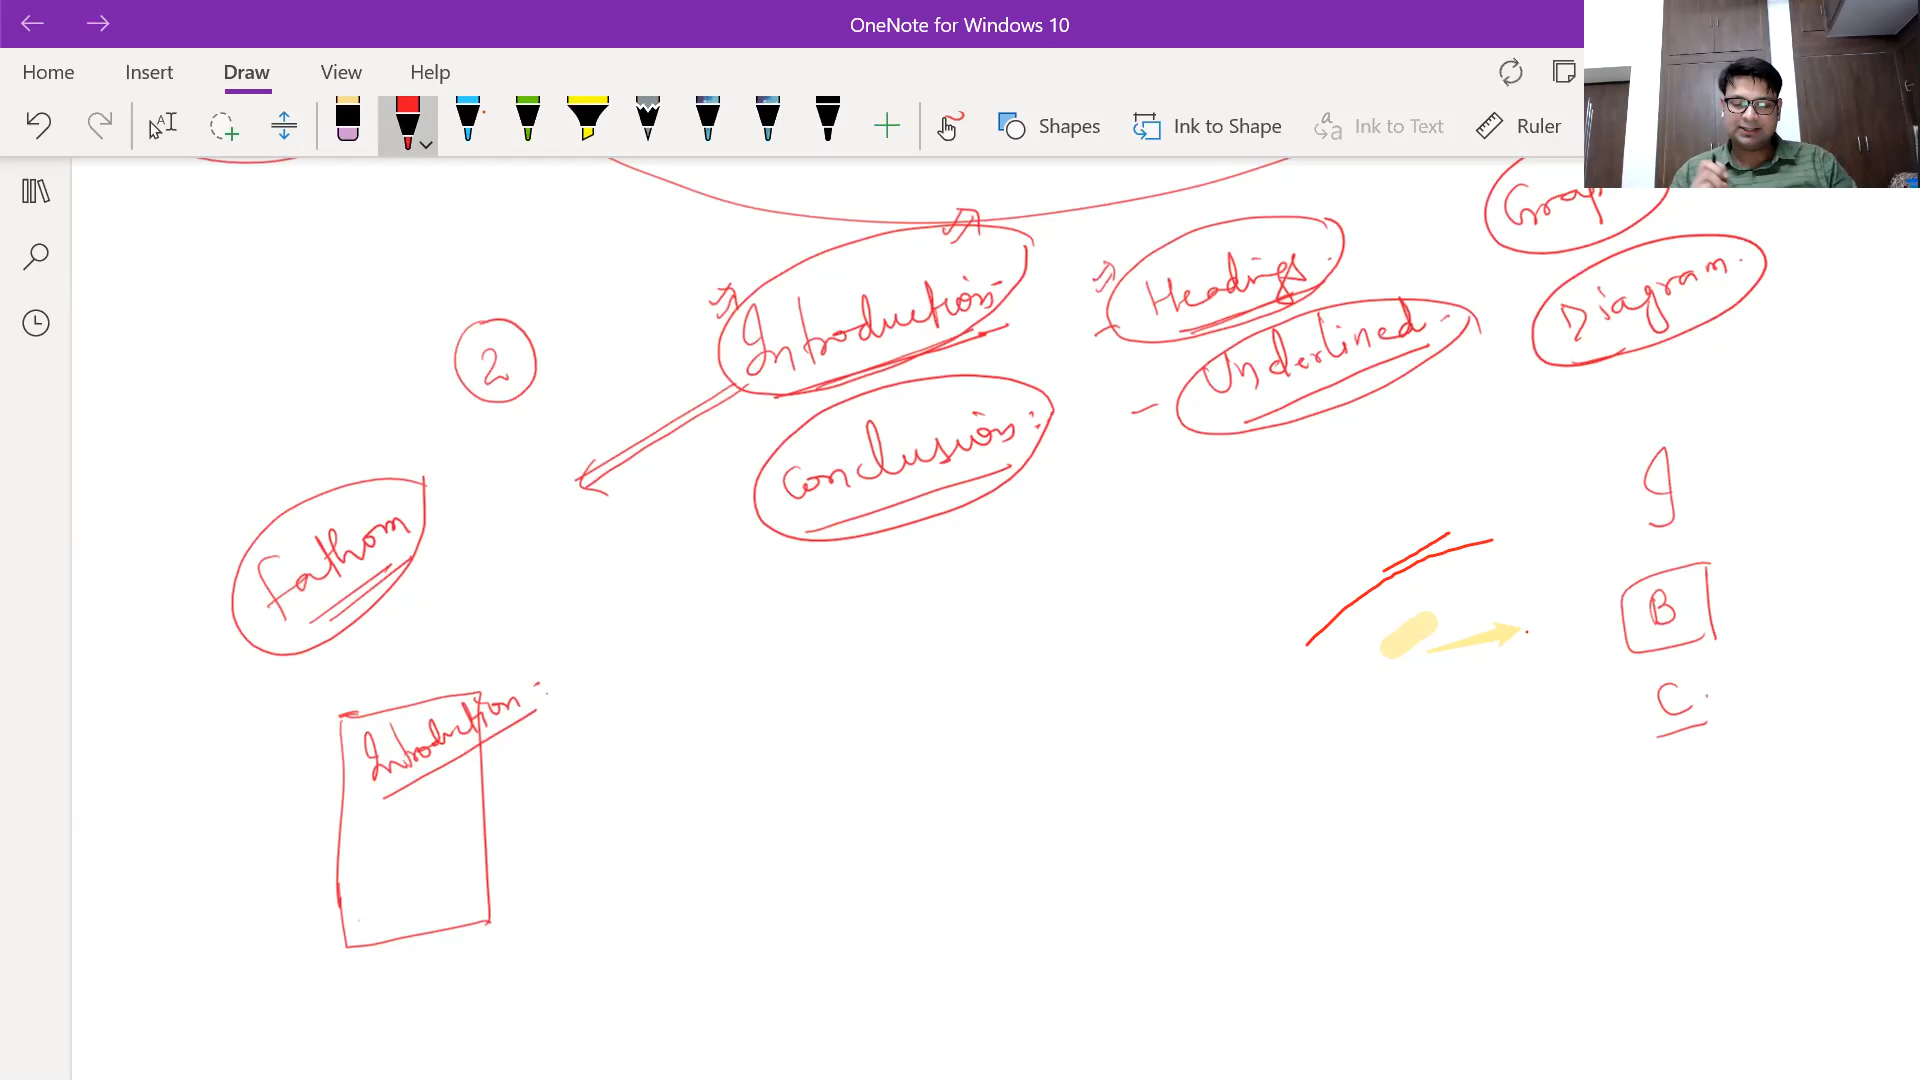 OneNote for Windows 10
Home Insert Draw View Help
Shapes Ink to Shape Ink to Text Ruler
Introduction
Headings
Underlined
Diagram
2
Conclusion:
Fathom
I
B
C
Introduction: